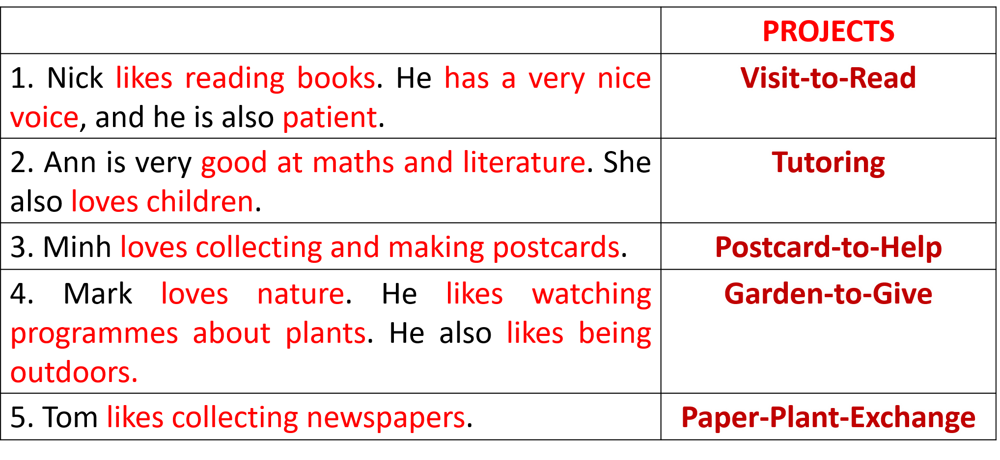 PROJECTS
1. Nick likes reading books. He has a very nice
voice, and he is also patient.
Visit-to-Read
2. Ann is very good at maths and literature. She
also loves children.
Tutoring
3. Minh loves collecting and making postcards.
Postcard-to-Help
4. Mark loves nature. He likes watching
programmes about plants. He also likes being
outdoors.
Garden-to-Give
5. Tom likes collecting newspapers.
Paper-Plant-Exchange